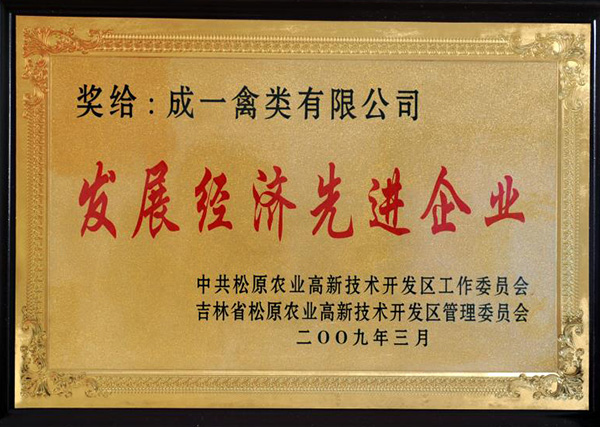 奖给：成一禽类有限公司
发展经济先进企业
中共松原农业高新技术开发区工作委员会
吉林省松原农业高新技术开发区管理委员会
二〇〇九年三月